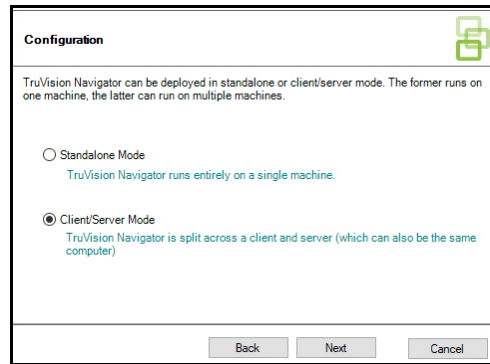 Configuration
TruVision Navigator can be deployed in standalone or client/server mode. The former runs on
one machine, the latter can run on multiple machines.
Standalone Mode
TruVision Navigator runs entirely on a single machine.
Client/Server Mode
TruVision Navigator is split across a client and server (which can also be the same
computer)
Back Next Cancel